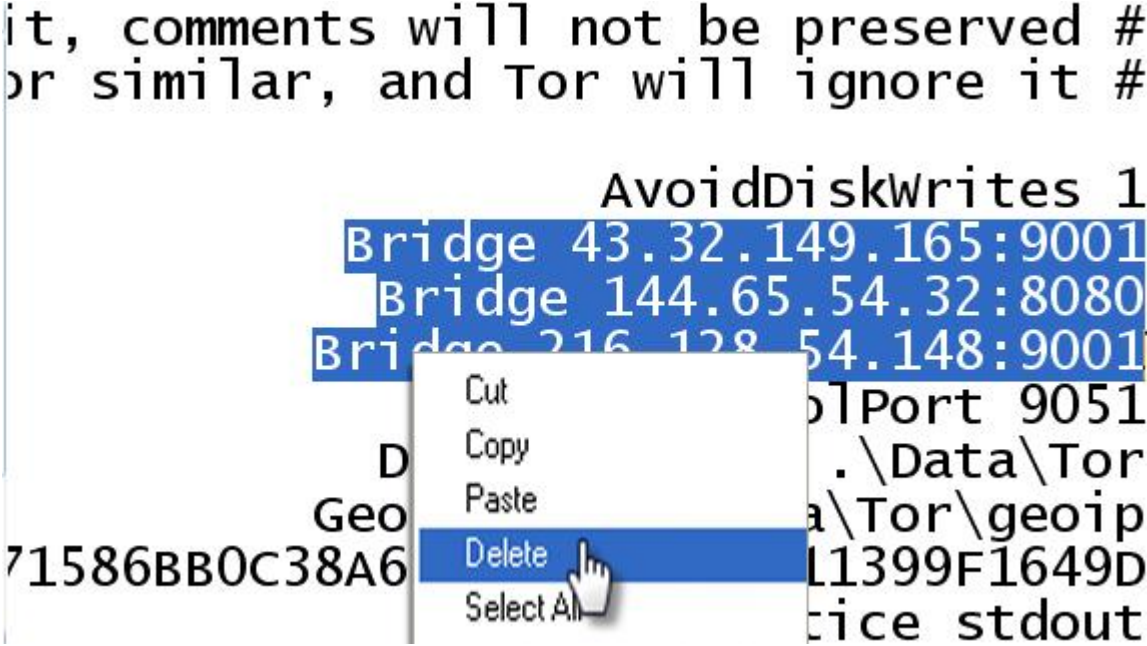 it, comments will not be preserved #
or similar, and Tor will ignore it #
AvoidDiskWrites 1
Bridge 43.32.149.165:9001
Bridge 144.65.54.32:8080
Bridge 216.128.54.148:9001
olPort 9051
D .\Data\Tor
Geo a\Tor\geoip
71586BB0C38A6 11399F1649D
tice stdout
Cut
Copy
Paste
Delete
Select All